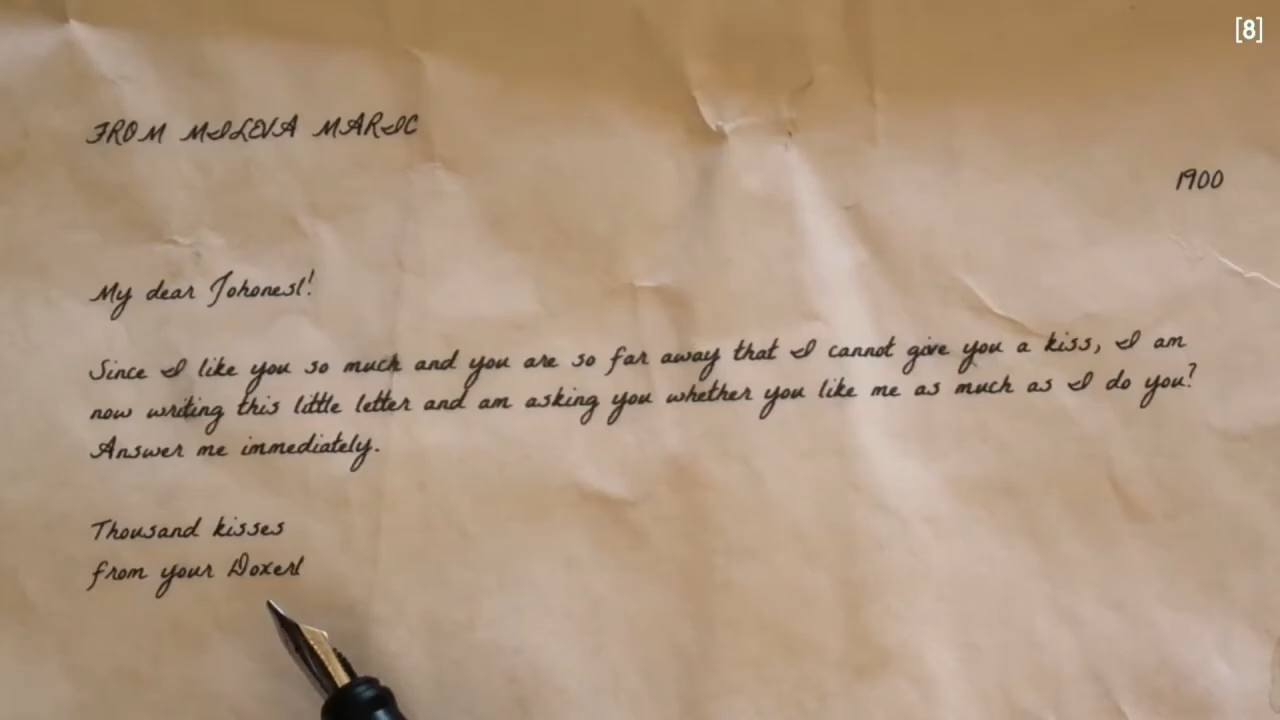 [8]
FROM MILEVA MARIC
1900
My dear Johonesl!
Since I like you so much and you are so far away that I cannot give you a kiss, I am
now writing this little letter and am asking you whether you like me as much as I do you?
Answer me immediately.
Thousand kisses
from your Doxerl